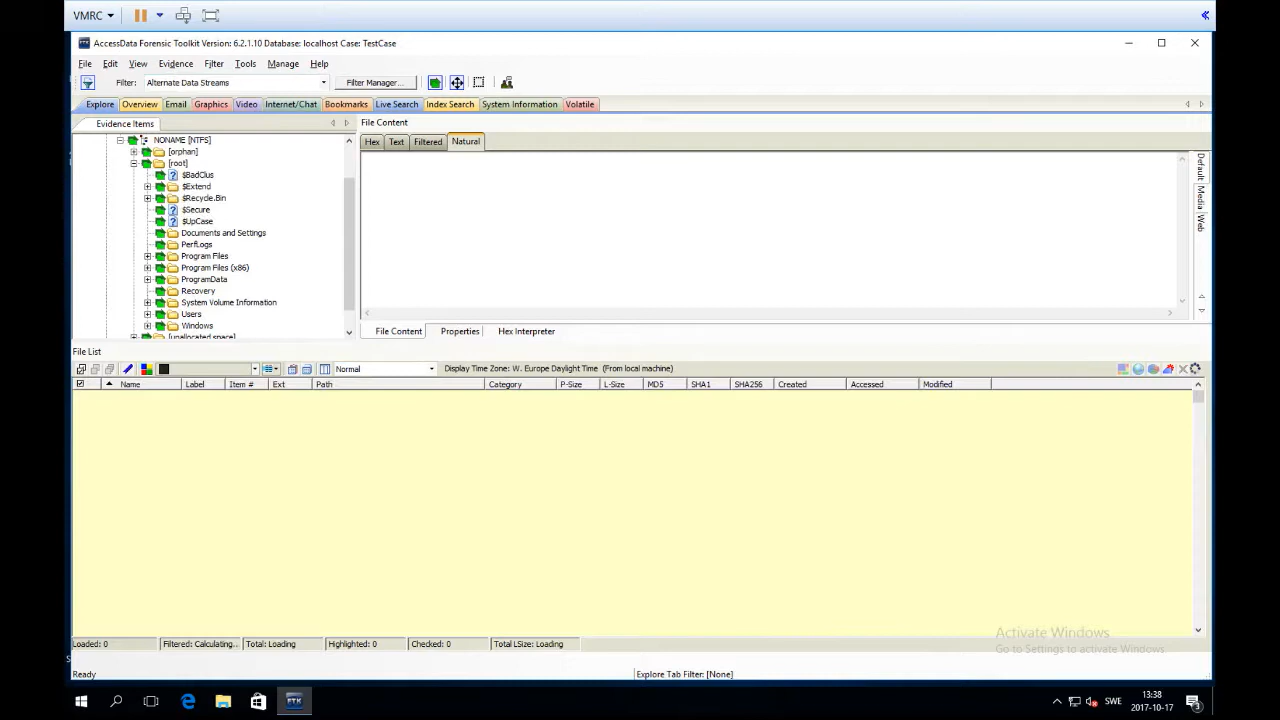 VMRC
AccessData Forensic Toolkit Version: 6.2.1.10 Database: localhost Case: TestCase
File Edit View Evidence Filter Tools Manage Help
Filter: Alternate Data Streams Filter Manager...
Explore Overview Email Graphics Video Internet/Chat Bookmarks Live Search Index Search System Information Volatile
Evidence Items
NONAME [NTFS]
[orphan]
[root]
$BadClus
$Extend
$Recycle.Bin
$Secure
$UpCase
Documents and Settings
PerfLogs
Program Files
Program Files (x86)
ProgramData
Recovery
System Volume Information
Users
Windows
[unallocated space]
File Content
Hex Text Filtered Natural
Default
Media
Web
File Content Properties Hex Interpreter
File List
Normal Display Time Zone: W. Europe Daylight Time (From local machine)
Name Label Item # Ext Path Category P-Size L-Size MD5 SHA1 SHA256 Created Accessed Modified
Activate Windows
Go to Settings to activate Windows.
Loaded: 0 Filtered: Calculating... Total: Loading Highlighted: 0 Checked: 0 Total LSize: Loading
Ready Explore Tab Filter: [None]
FTK SWE 13:38
2017-10-17 3